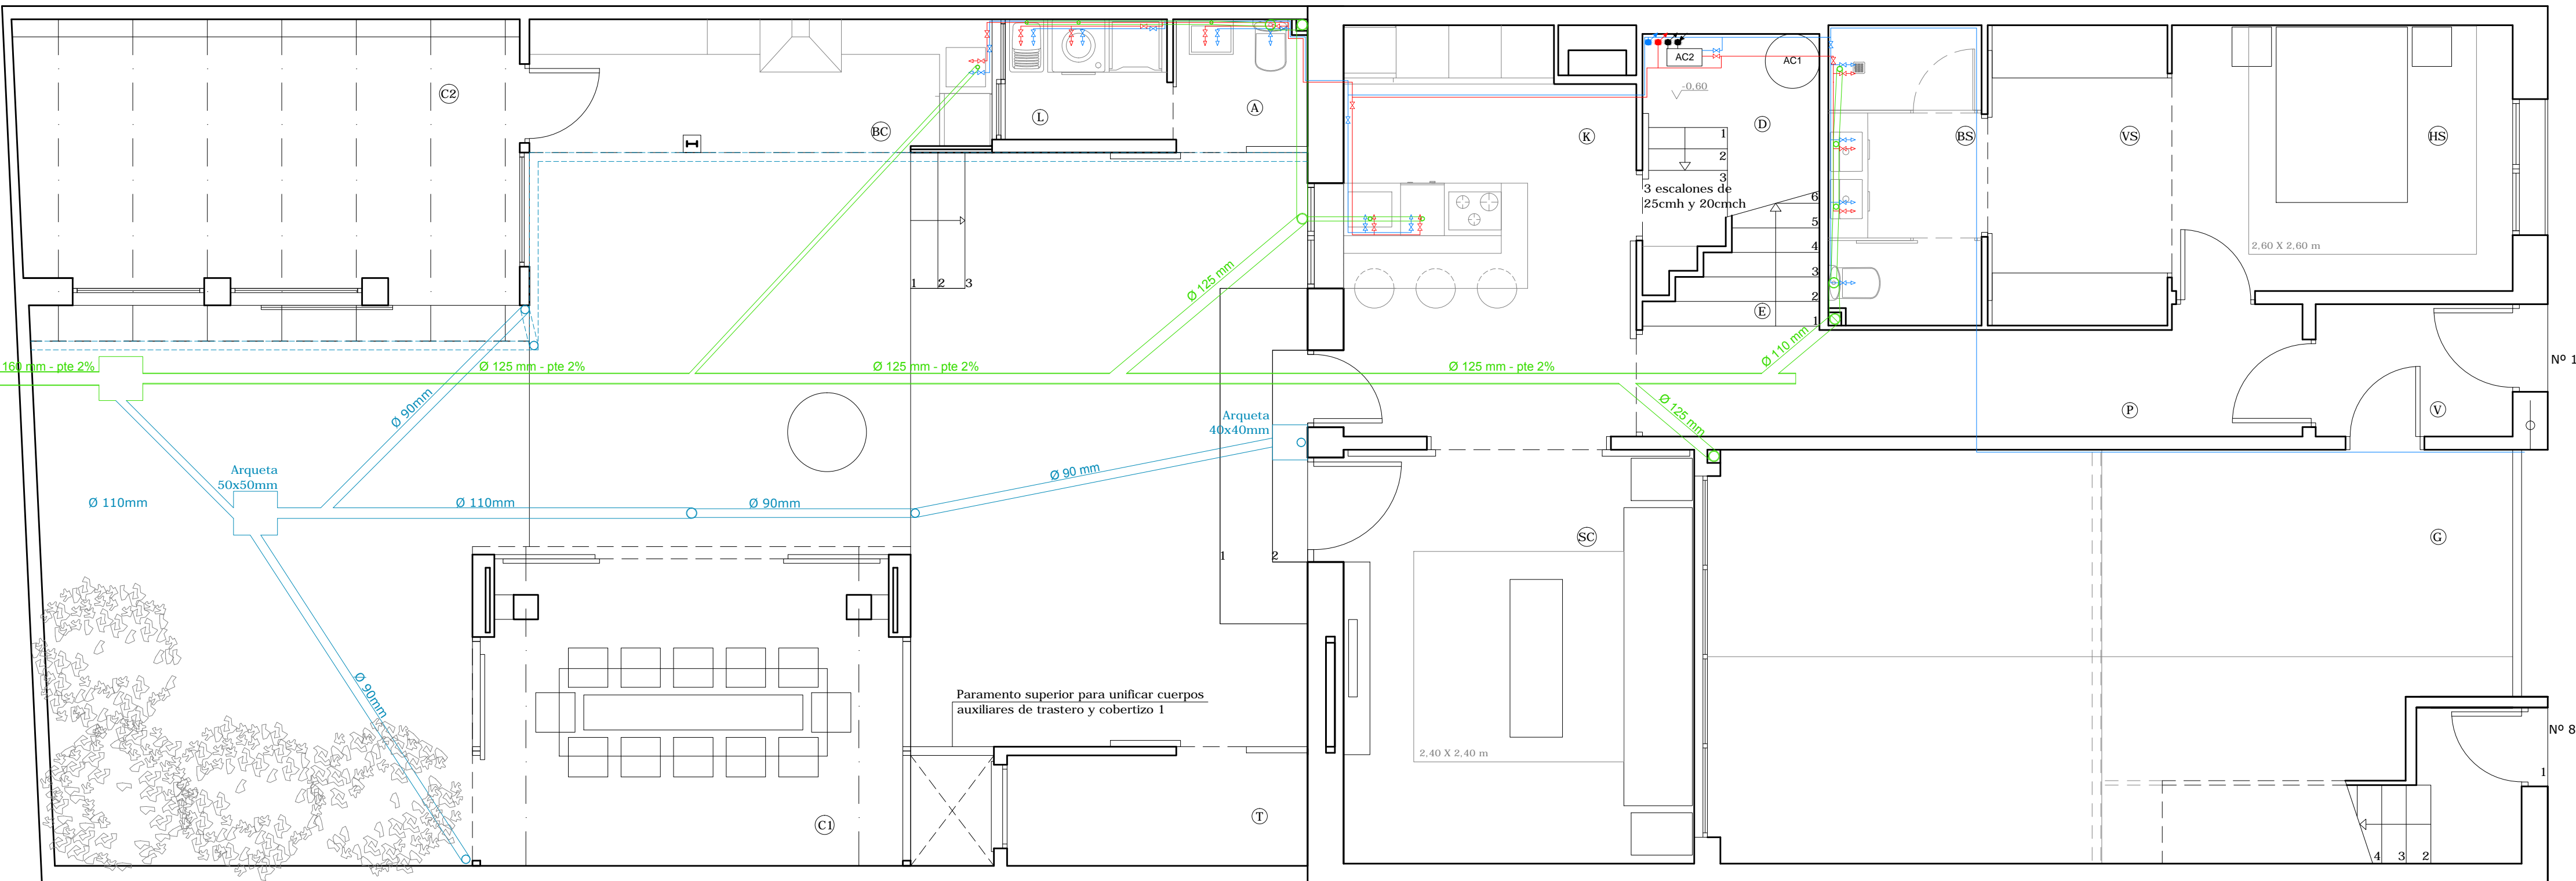 C2
BC
L
A
K
-0,60
AC2
AC1
D
BS
VS
HS
1
2
3
3 escalones de
25cmh y 20cmch
6
5
4
3
2
1
E
2,60 X 2,60 m
1 2 3
Ø 125 mm
Ø 110 mm
160 mm - pte 2%
Ø 125 mm - pte 2%
Ø 125 mm - pte 2%
Ø 125 mm - pte 2%
Nº 1
Ø 90mm
Ø 125 mm
P
V
Arqueta
40x40mm
Arqueta
50x50mm
Ø 90 mm
Ø 110mm
Ø 110mm
Ø 90mm
SC
G
1 2
Ø 90mm
Paramento superior para unificar cuerpos
auxiliares de trastero y cobertizo 1
2,40 X 2,40 m
Nº 8
1
C1
T
4 3 2